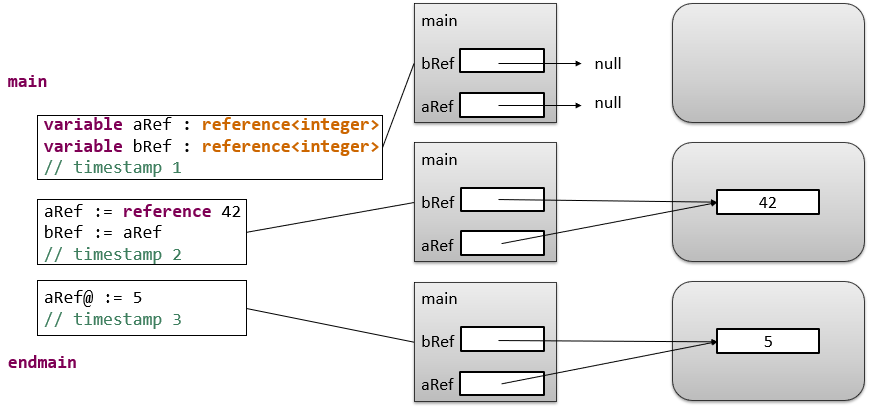 main
variable aRef : reference<integer>
variable bRef : reference<integer>
// timestamp 1
aRef := reference 42
bRef := aRef
// timestamp 2
aRef@ := 5
// timestamp 3
endmain
main
bRef null
aRef null
main
bRef 42
aRef
main
bRef 5
aRef